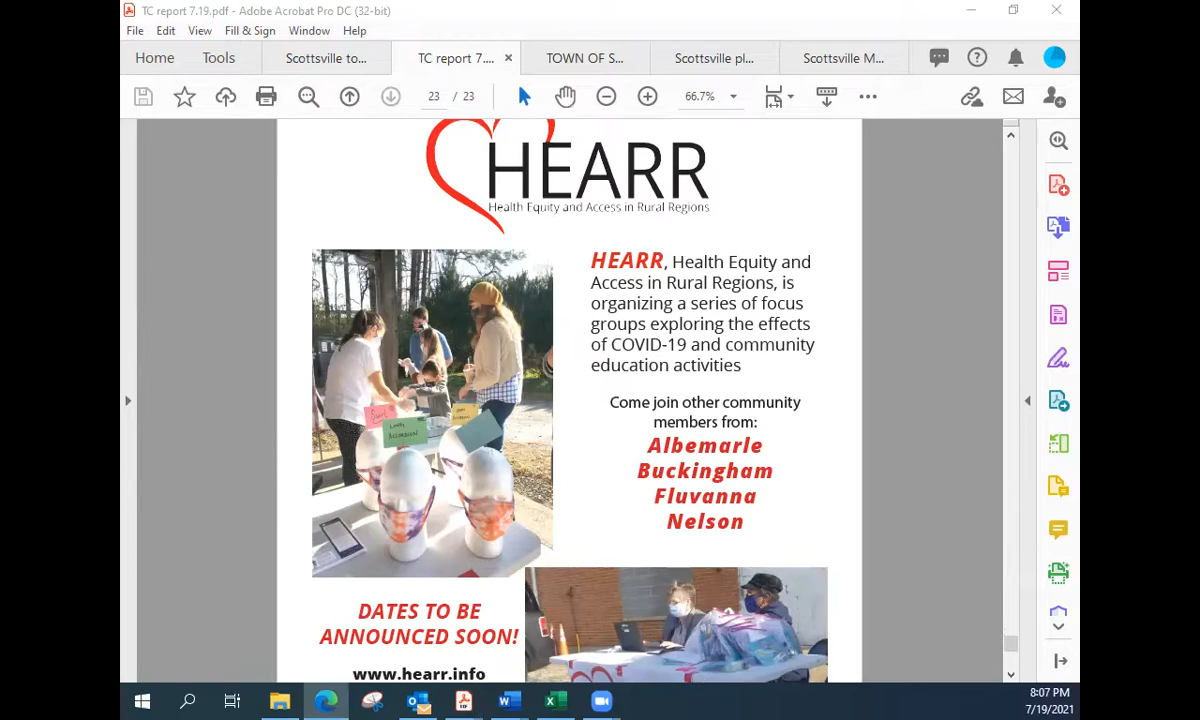 TC report 7.19.pdf - Adobe Acrobat Pro DC (32-bit)
File Edit View Fill & Sign Window Help
Home Tools Scottsville to... TC report 7.... TOWN OF S... Scottsville pl... Scottsville M...
23 / 23 66.7%
HEARR
Health Equity and Access in Rural Regions
HEARR, Health Equity and
Access in Rural Regions, is
organizing a series of focus
groups exploring the effects
of COVID-19 and community
education activities
Come join other community
members from:
Albemarle
Buckingham
Fluvanna
Nelson
DATES TO BE
ANNOUNCED SOON!
www.hearr.info
8:07 PM
7/19/2021